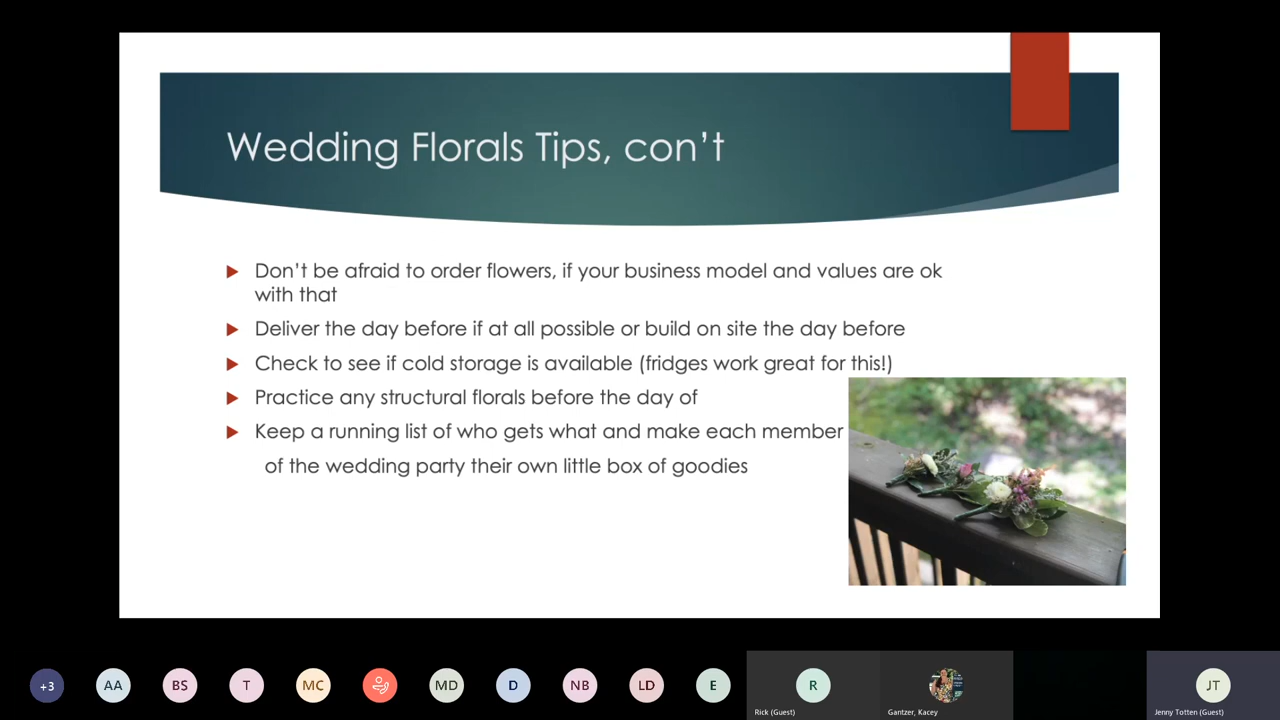 Wedding Florals Tips, con’t
Don’t be afraid to order flowers, if your business model and values are ok
with that
Deliver the day before if at all possible or build on site the day before
Check to see if cold storage is available (fridges work great for this!)
Practice any structural florals before the day of
Keep a running list of who gets what and make each member
of the wedding party their own little box of goodies
+3 AA BS T MC MD D NB LD E R JT
Rick (Guest) Gantzer, Kacey Jenny Totten (Guest)